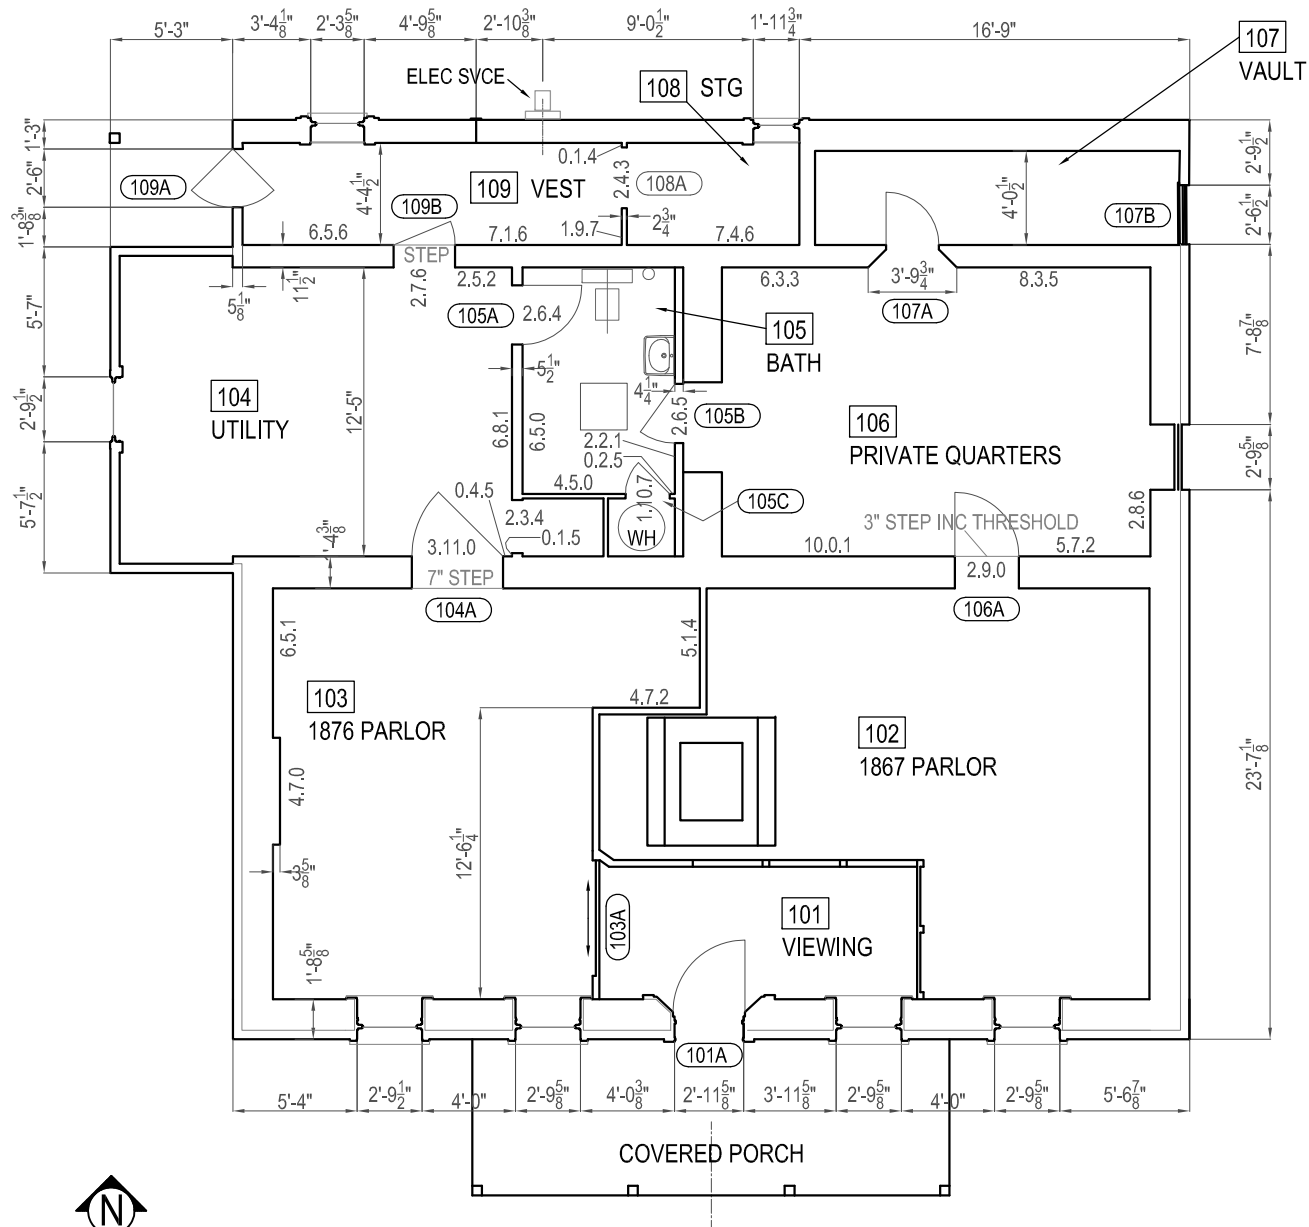 5'-3"
3'-4 1/8"
2'-3 5/8"
4'-9 5/8"
2'-10 3/8"
9'-0 1/2"
1'-11 3/4"
16'-9"
107
VAULT
ELEC SVCE
108 STG
1'-3"
2'-6"
1'-8 3/8"
109A
4'-4 1/2"
109 VEST
0.1.4
2.4.3
108A
109B
6.5.6
7.1.6
1.9.7
2 3/4"
7.4.6
4'-0 1/2"
107B
2'-9 1/2"
2'-6 1/2"
STEP
5 1/8"
11 1/2"
2.7.6
2.5.2
105A
2.6.4
6.3.3
3'-9 3/4"
8.3.5
107A
105
BATH
5'-7"
7'-8 7/8"
5 1/2"
4 1/4"
104
UTILITY
12'-5"
6.8.1
6.5.0
2.6.5
105B
2.2.1
0.2.5
106
PRIVATE QUARTERS
2'-9 1/2"
2'-9 5/8"
5'-7 1/2"
4.5.0
1.10.7
105C
0.4.5
2.3.4
0.1.5
WH
3.11.0
7" STEP
104A
3" STEP INC THRESHOLD
2.8.6
10.0.1
5.7.2
2.9.0
106A
6.5.1
5.1.4
4.7.2
103
1876 PARLOR
102
1867 PARLOR
4.7.0
3 5/8"
12'-6 1/4"
23'-7 1/8"
103A
101
VIEWING
1'-8 5/8"
101A
5'-4"
2'-9 1/2"
4'-0"
2'-9 5/8"
4'-0 3/8"
2'-11 5/8"
3'-11 5/8"
2'-9 5/8"
4'-0"
2'-9 5/8"
5'-6 7/8"
COVERED PORCH
N